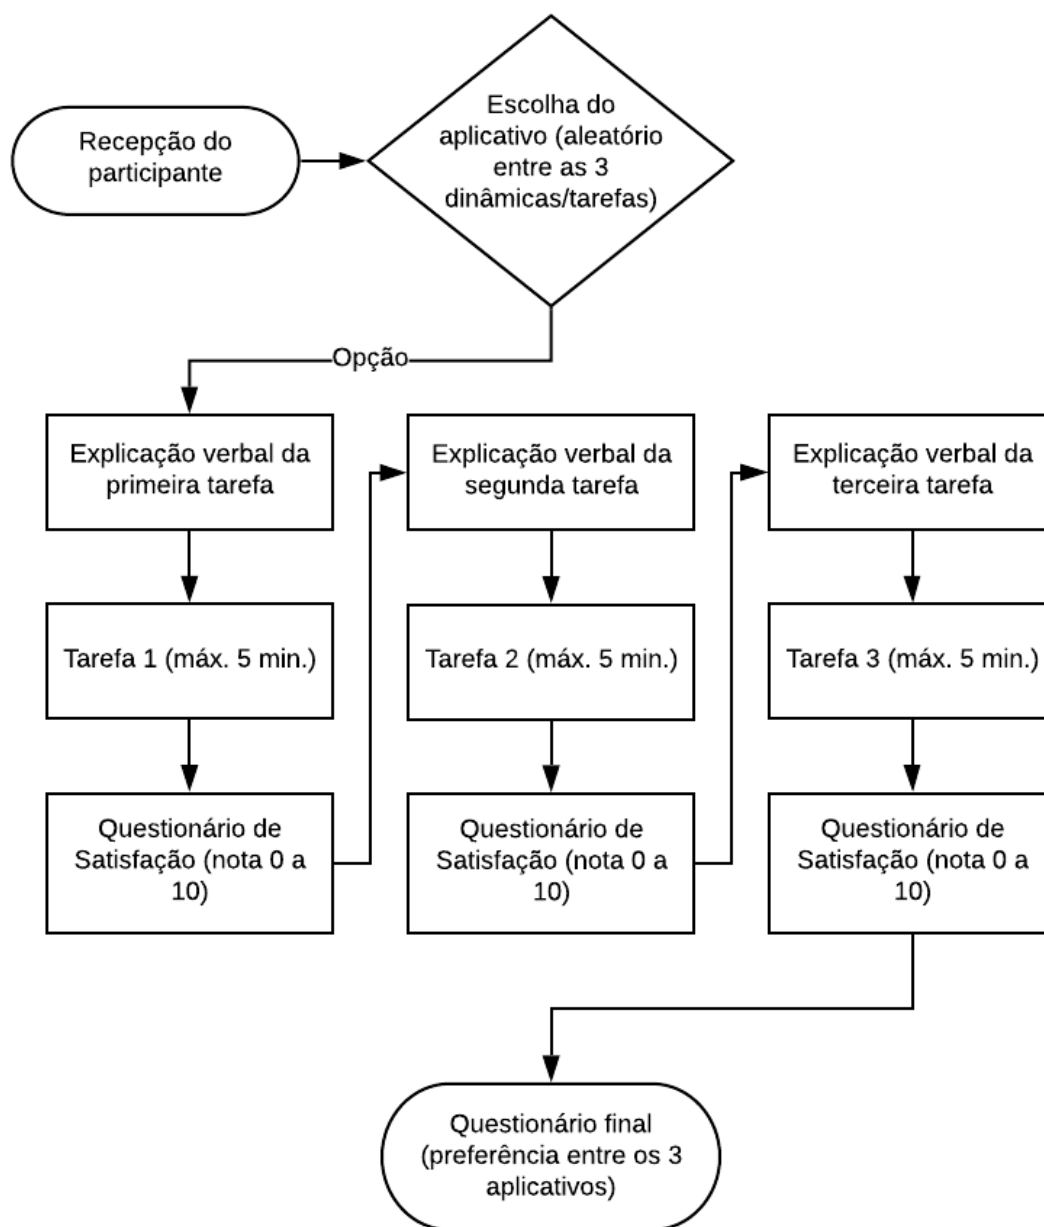 Recepção do
participante
Escolha do
aplicativo (aleatório
entre as 3
dinâmicas/tarefas)
Opção
Explicação verbal da
primeira tarefa
Tarefa 1 (máx. 5 min.)
Questionário de
Satisfação (nota 0 a
10)
Explicação verbal da
segunda tarefa
Tarefa 2 (máx. 5 min.)
Questionário de
Satisfação (nota 0 a
10)
Explicação verbal da
terceira tarefa
Tarefa 3 (máx. 5 min.)
Questionário de
Satisfação (nota 0 a
10)
Questionário final
(preferência entre os 3
aplicativos)